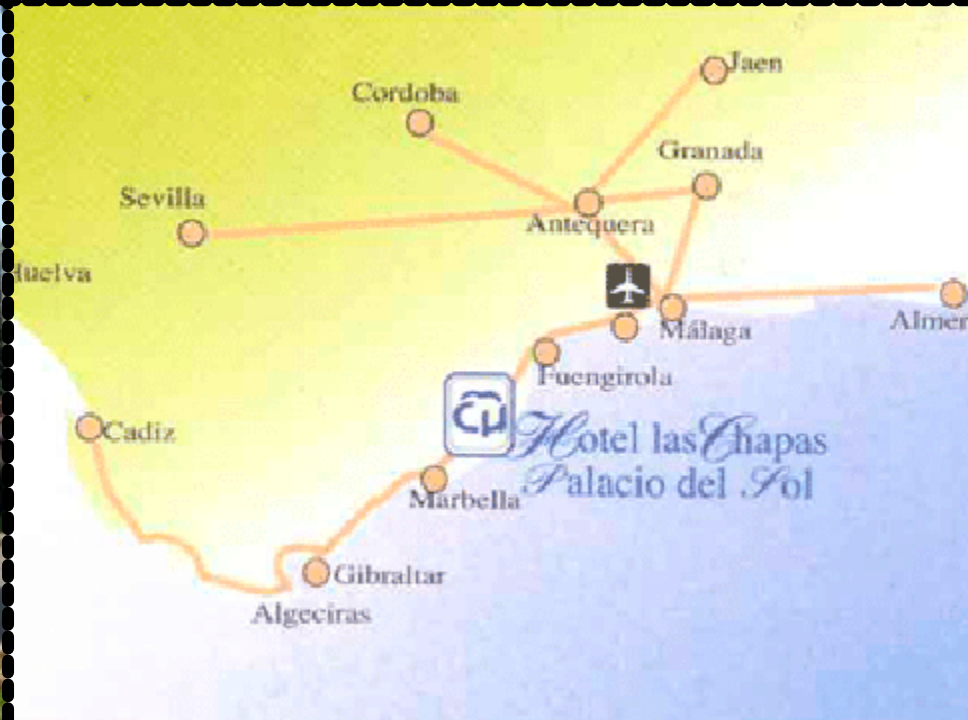 Jaen
Cordoba
Granada
Sevilla
Antequera
Huelva
Málaga
Almer
Fuengirola
Cadiz
Hotel las Chapas
Palacio del Sol
Marbella
Gibraltar
Algeciras